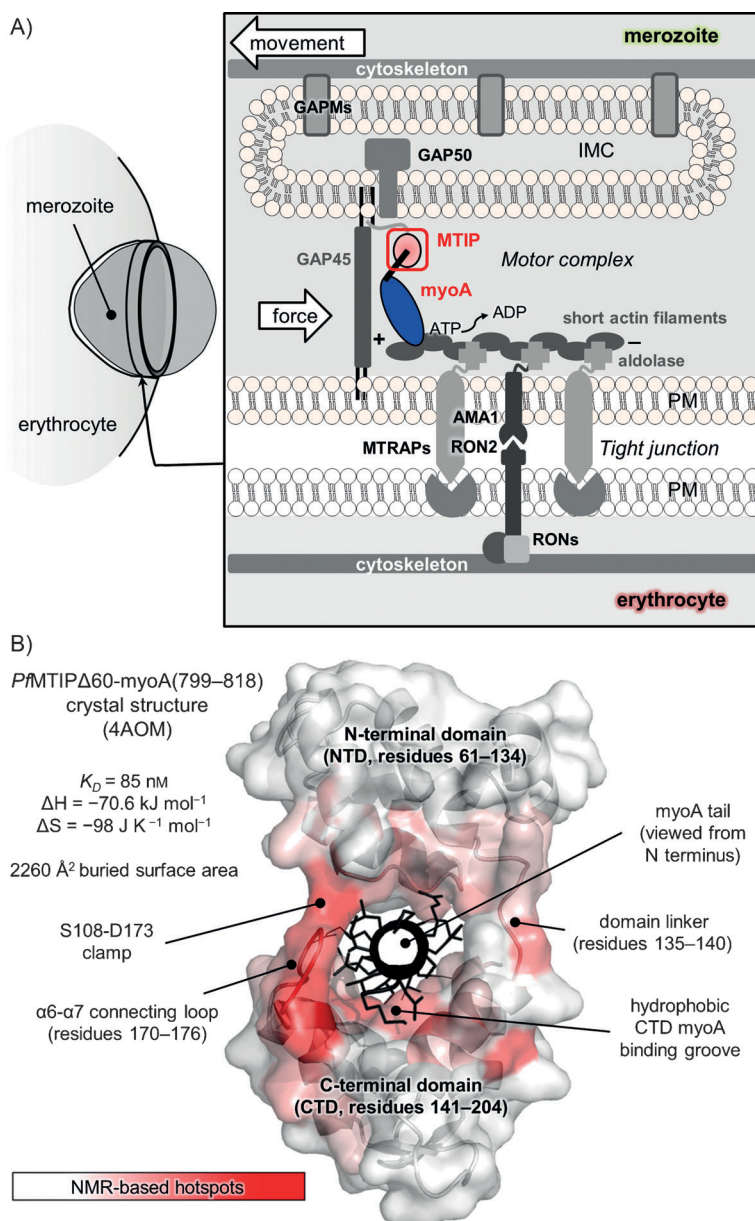 A)
movement
merozoite
cytoskeleton
GAPMs
GAP50
IMC
merozoite
MTIP
GAP45
Motor complex
myoA
force
ATP
ADP
+
short actin filaments
–
aldolase
erythrocyte
PM
AMA1
MTRAPs
RON2
Tight junction
PM
RONs
cytoskeleton
erythrocyte
B)
PfMTIPΔ60-myoA(799–818)
crystal structure
(4AOM)
N-terminal domain
(NTD, residues 61–134)
K_D = 85 nM
ΔH = −70.6 kJ mol⁻¹
ΔS = −98 J K⁻¹ mol⁻¹
myoA tail
(viewed from
N terminus)
2260 Å² buried surface area
S108-D173
clamp
domain linker
(residues 135–140)
α6-α7 connecting loop
(residues 170–176)
hydrophobic
CTD myoA
binding groove
C-terminal domain
(CTD, residues 141–204)
NMR-based hotspots